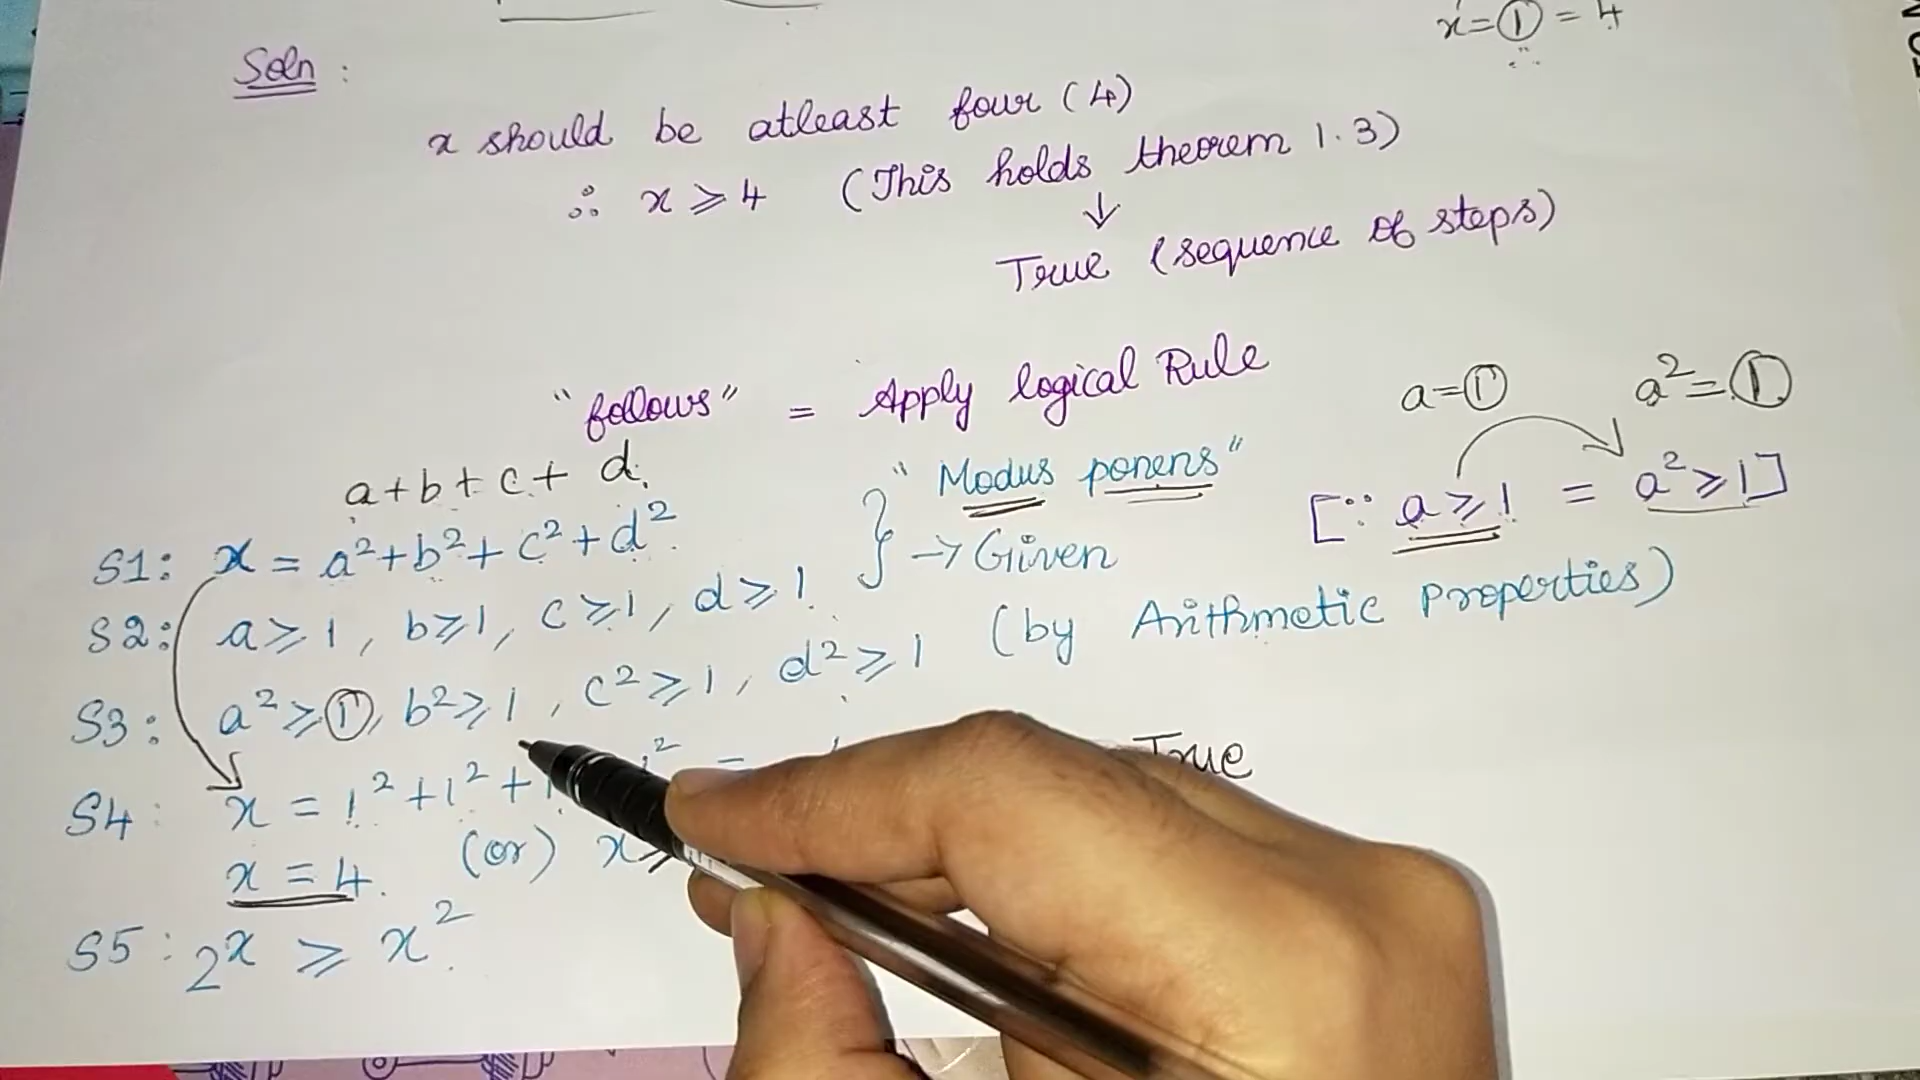 x = 1 = 4
Soln :
x should be atleast four (4)
∴ x ⩾ 4 (This holds theorem 1.3)
↓
True (sequence of steps)
"follows" = Apply logical Rule
a = 1 a² = 1
a + b + c + d.
"Modus ponens"
[∵ a ⩾ 1 = a² ⩾ 1]
S1: x = a² + b² + c² + d² } → Given
S2: a ⩾ 1, b ⩾ 1, c ⩾ 1, d ⩾ 1
S3: a² ⩾ 1, b² ⩾ 1, c² ⩾ 1, d² ⩾ 1 (by Arithmetic Properties)
S4: x = 1² + 1² + True
x = 4. (or) x ⩾
S5: 2ˣ ⩾ x².